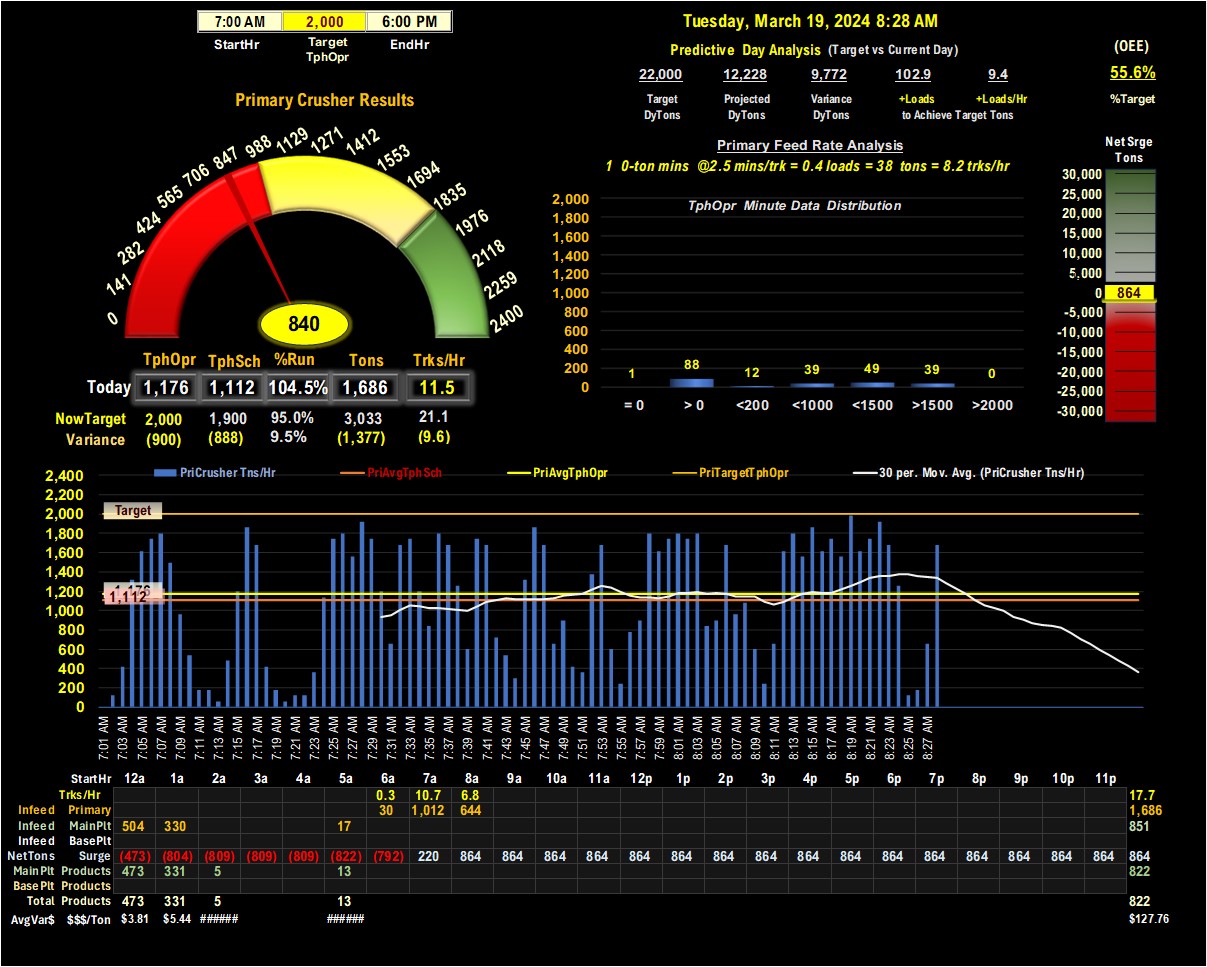 7:00 AM 2,000 6:00 PM
StartHr Target TphOpr EndHr
Tuesday, March 19, 2024 8:28 AM
Predictive Day Analysis (Target vs Current Day)
22,000 12,228 9,772 102.9 9.4
Target DyTons Projected DyTons Variance DyTons +Loads +Loads/Hr
to Achieve Target Tons
(OEE)
55.6%
%Target
Primary Crusher Results
0 141 282 424 565 706 847 988 1129 1271 1412 1553 1694 1835 1976 2118 2259 2400
840
TphOpr TphSch %Run Tons Trks/Hr
Today 1,176 1,112 104.5% 1,686 11.5
NowTarget 2,000 1,900 95.0% 3,033 21.1
Variance (900) (888) 9.5% (1,377) (9.6)
Primary Feed Rate Analysis
1 0-ton mins @2.5 mins/trk = 0.4 loads = 38 tons = 8.2 trks/hr
TphOpr Minute Data Distribution
2,000
1,800
1,600
1,400
1,200
1,000
800
600
400
200
0
1 88 12 39 49 39 0
= 0 > 0 <200 <1000 <1500 >1500 >2000
Net Srge
Tons
30,000
25,000
20,000
15,000
10,000
5,000
0 864
-5,000
-10,000
-15,000
-20,000
-25,000
-30,000
PriCrusher Tns/Hr PriAvgTphSch PriAvgTphOpr PriTargetTphOpr 30 per. Mov. Avg. (PriCrusher Tns/Hr)
2,400
2,200
2,000
1,800
1,600
1,400
1,200
1,000
800
600
400
200
0
Target
1,176
1,112
7:01 AM 7:03 AM 7:05 AM 7:07 AM 7:09 AM 7:11 AM 7:13 AM 7:15 AM 7:17 AM 7:19 AM 7:21 AM 7:23 AM 7:25 AM 7:27 AM 7:29 AM 7:31 AM 7:33 AM 7:35 AM 7:37 AM 7:39 AM 7:41 AM 7:43 AM 7:45 AM 7:47 AM 7:49 AM 7:51 AM 7:53 AM 7:55 AM 7:57 AM 7:59 AM 8:01 AM 8:03 AM 8:05 AM 8:07 AM 8:09 AM 8:11 AM 8:13 AM 8:15 AM 8:17 AM 8:19 AM 8:21 AM 8:23 AM 8:25 AM 8:27 AM
StartHr 12a 1a 2a 3a 4a 5a 6a 7a 8a 9a 10a 11a 12p 1p 2p 3p 4p 5p 6p 7p 8p 9p 10p 11p
Trks/Hr 0.3 10.7 6.8 17.7
Infeed Primary 30 1,012 644 1,686
Infeed MainPlt 504 330 17 851
Infeed BasePlt
NetTons Surge (473) (804) (809) (809) (809) (822) (792) 220 864 864 864 864 864 864 864 864 864 864 864 864 864 864 864 864 864
MainPlt Products 473 331 5 13 822
BasePlt Products
Total Products 473 331 5 13 822
AvgVar$ $$$/Ton $3.81 $5.44 ###### ###### $127.76